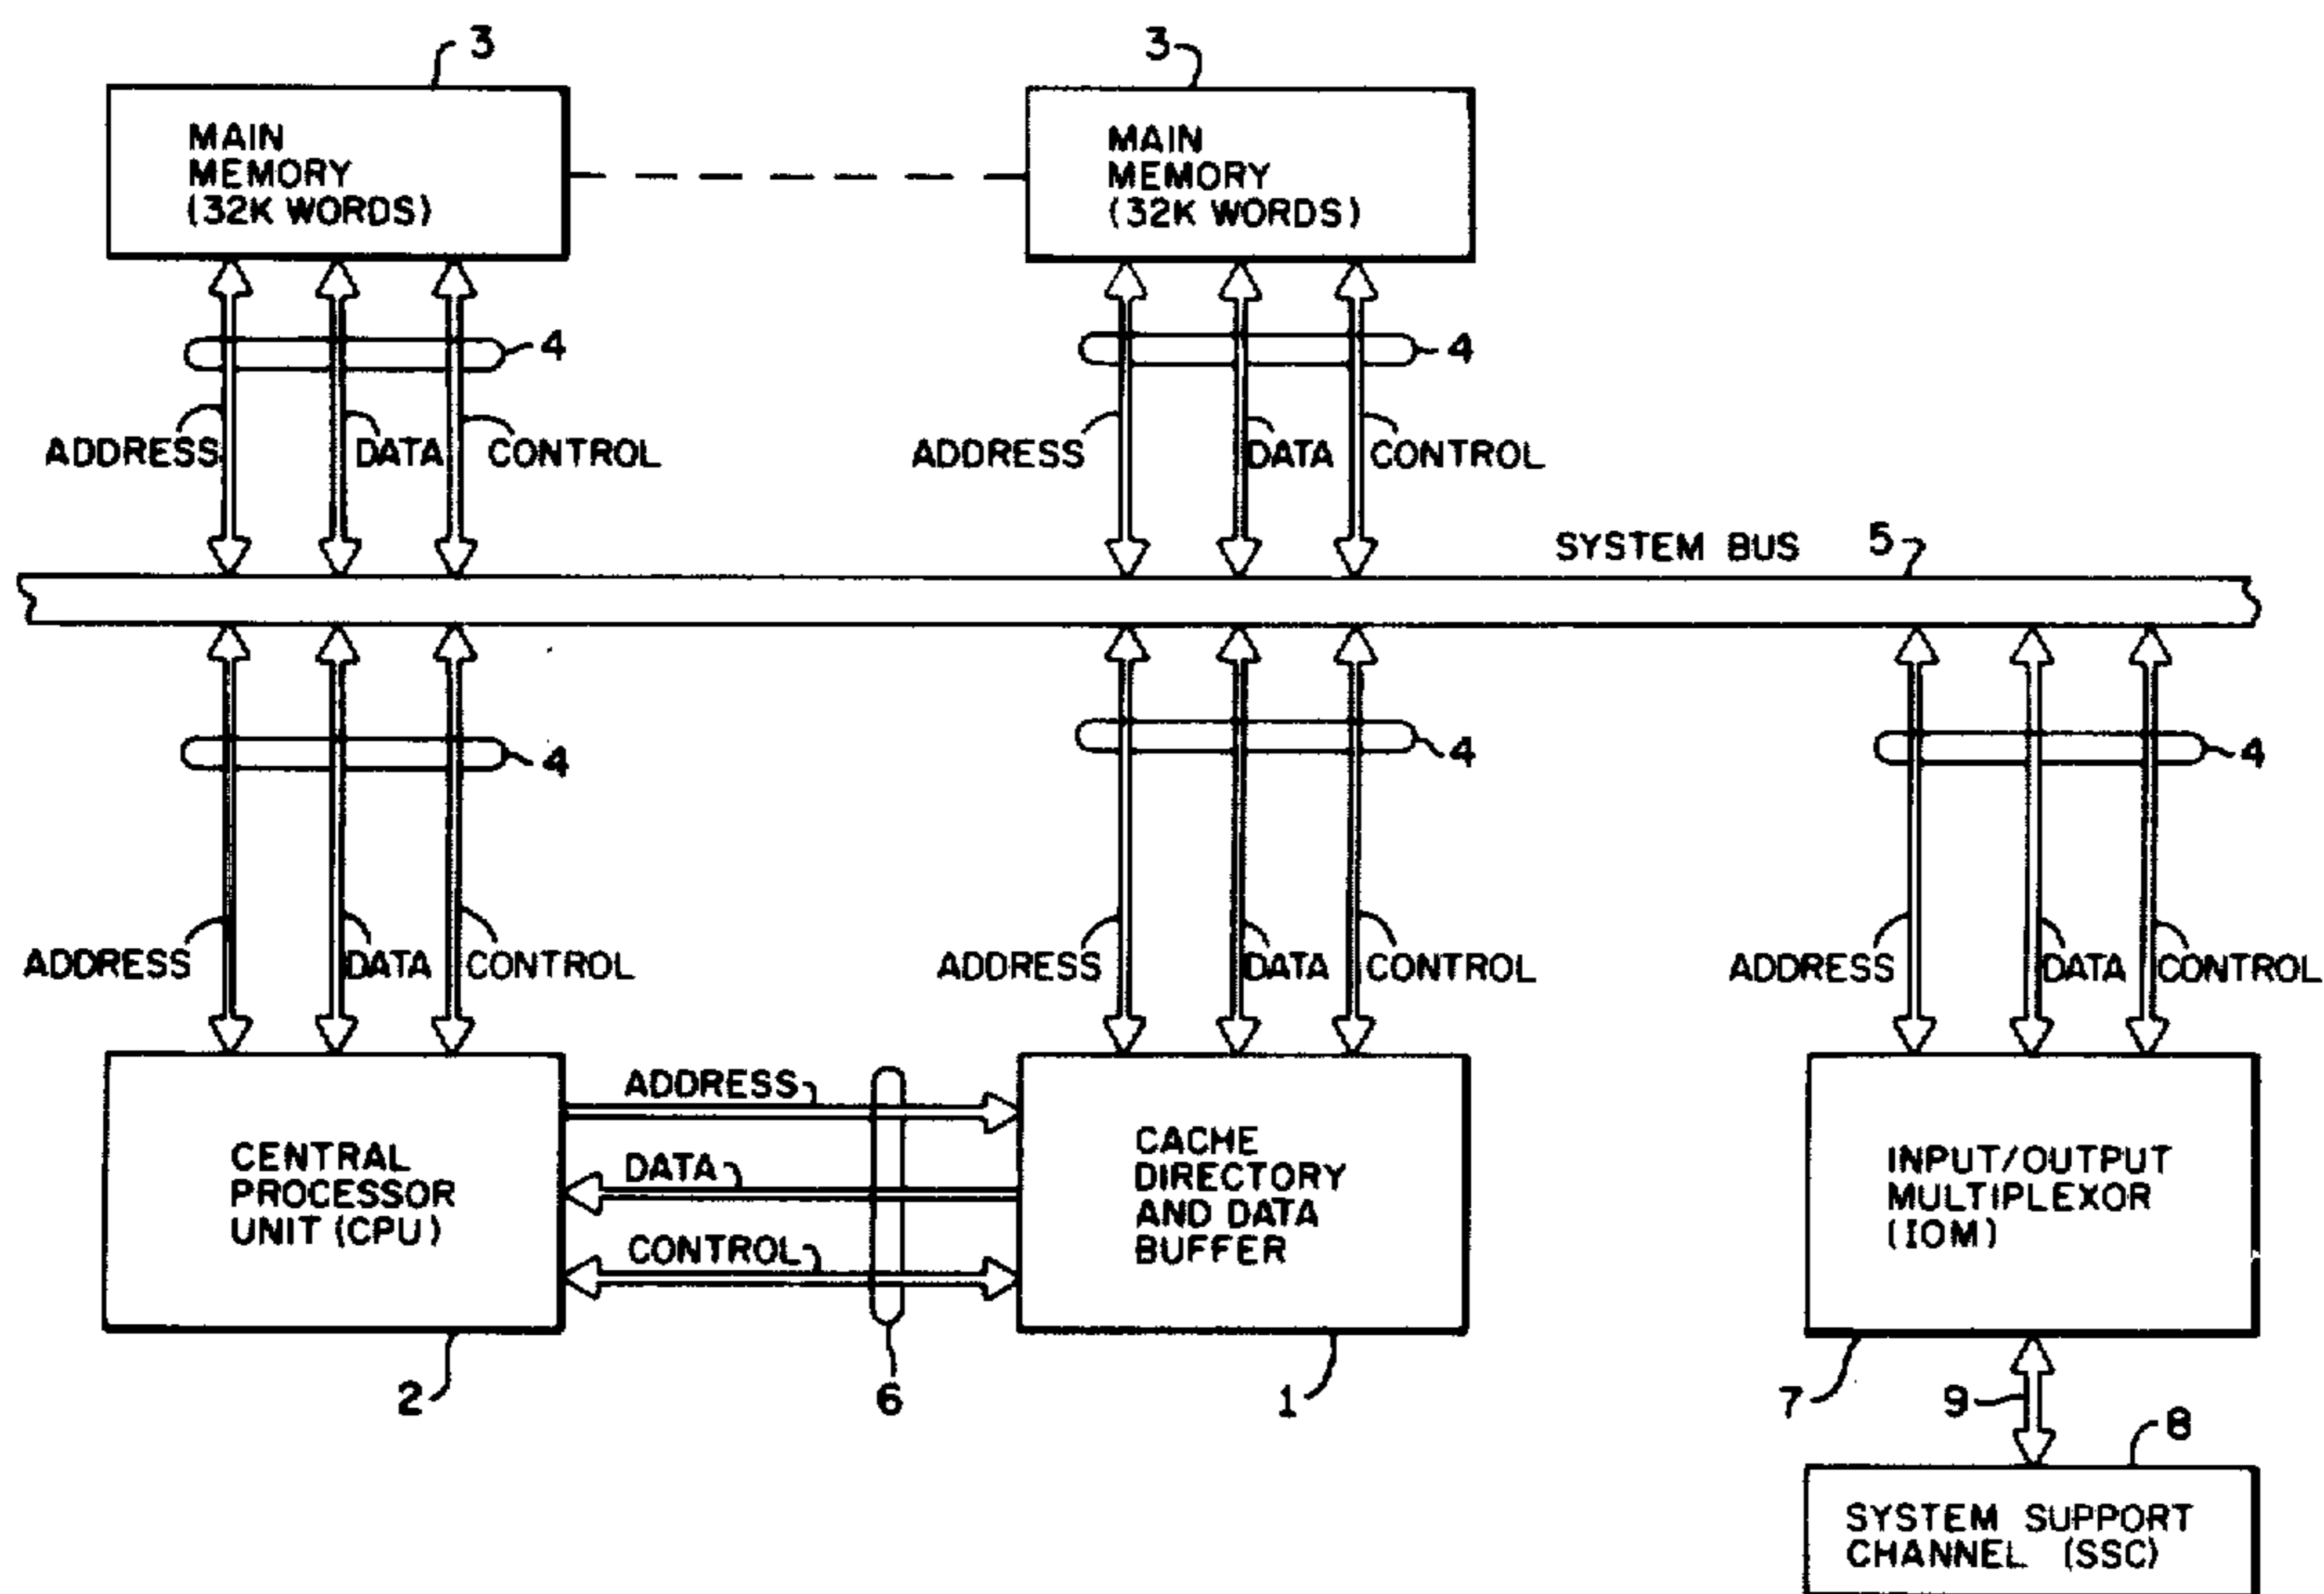 3
3
MAIN
MEMORY
(32K WORDS)
MAIN
MEMORY
(32K WORDS)
4
4
ADDRESS DATA CONTROL
ADDRESS DATA CONTROL
SYSTEM BUS 5
4
4
4
ADDRESS DATA CONTROL
ADDRESS DATA CONTROL
ADDRESS DATA CONTROL
CENTRAL
PROCESSOR
UNIT (CPU)
ADDRESS
DATA
CONTROL
CACHE
DIRECTORY
AND DATA
BUFFER
INPUT/OUTPUT
MULTIPLEXOR
(IOM)
2
6
1
7
9
8
SYSTEM SUPPORT
CHANNEL (SSC)